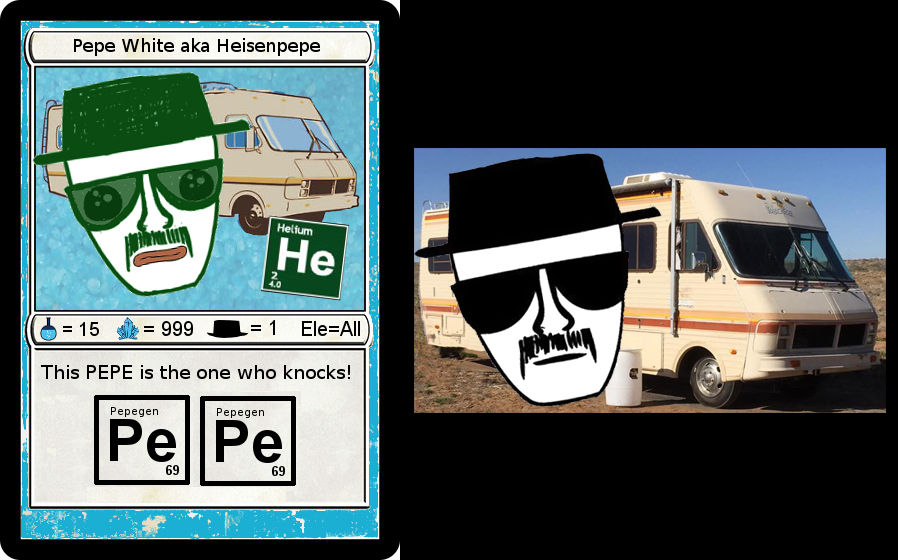 Pepe White aka Heisenpepe
Helium
He
2
4.0
= 15 = 999 = 1 Ele=All
This PEPE is the one who knocks!
Pepegen Pepegen
Pe Pe
69 69